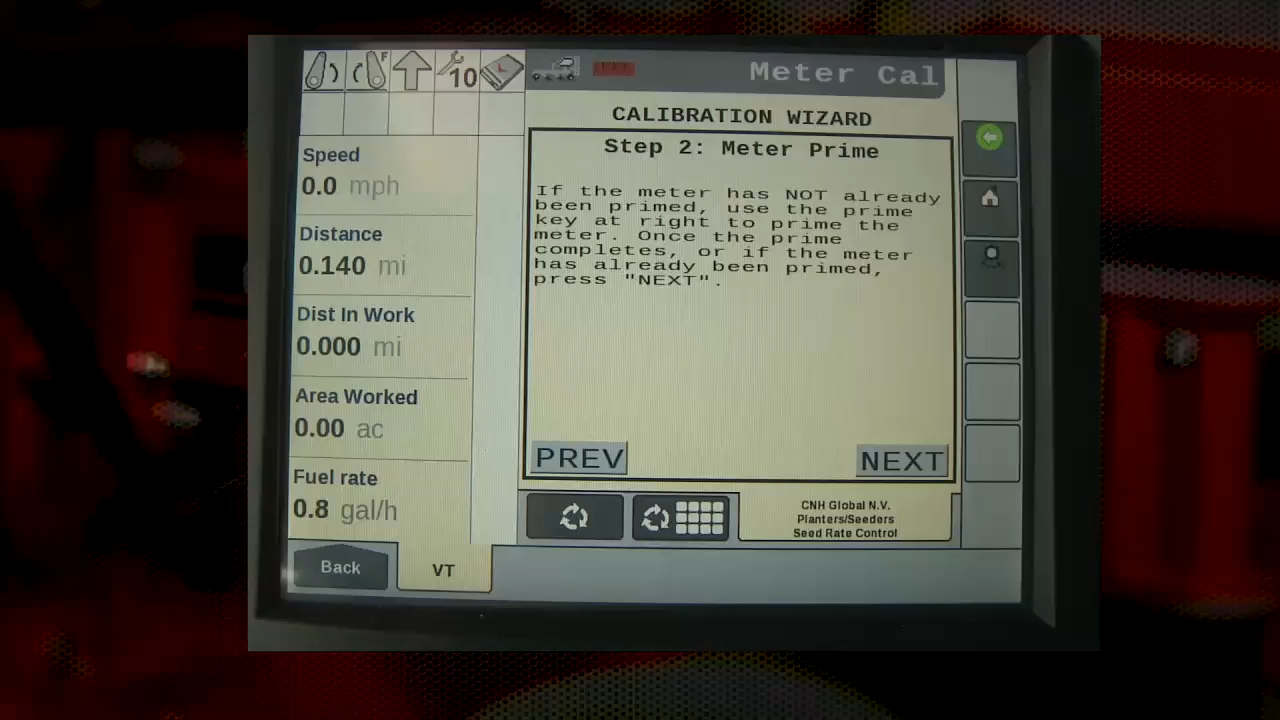 F
10
Meter Cal
CALIBRATION WIZARD
Step 2: Meter Prime
If the meter has NOT already
been primed, use the prime
key at right to prime the
meter. Once the prime
completes, or if the meter
has already been primed,
press "NEXT".
PREV
NEXT
Speed
0.0 mph
Distance
0.140 mi
Dist In Work
0.000 mi
Area Worked
0.00 ac
Fuel rate
0.8 gal/h
CNH Global N.V.
Planters/Seeders
Seed Rate Control
Back
VT